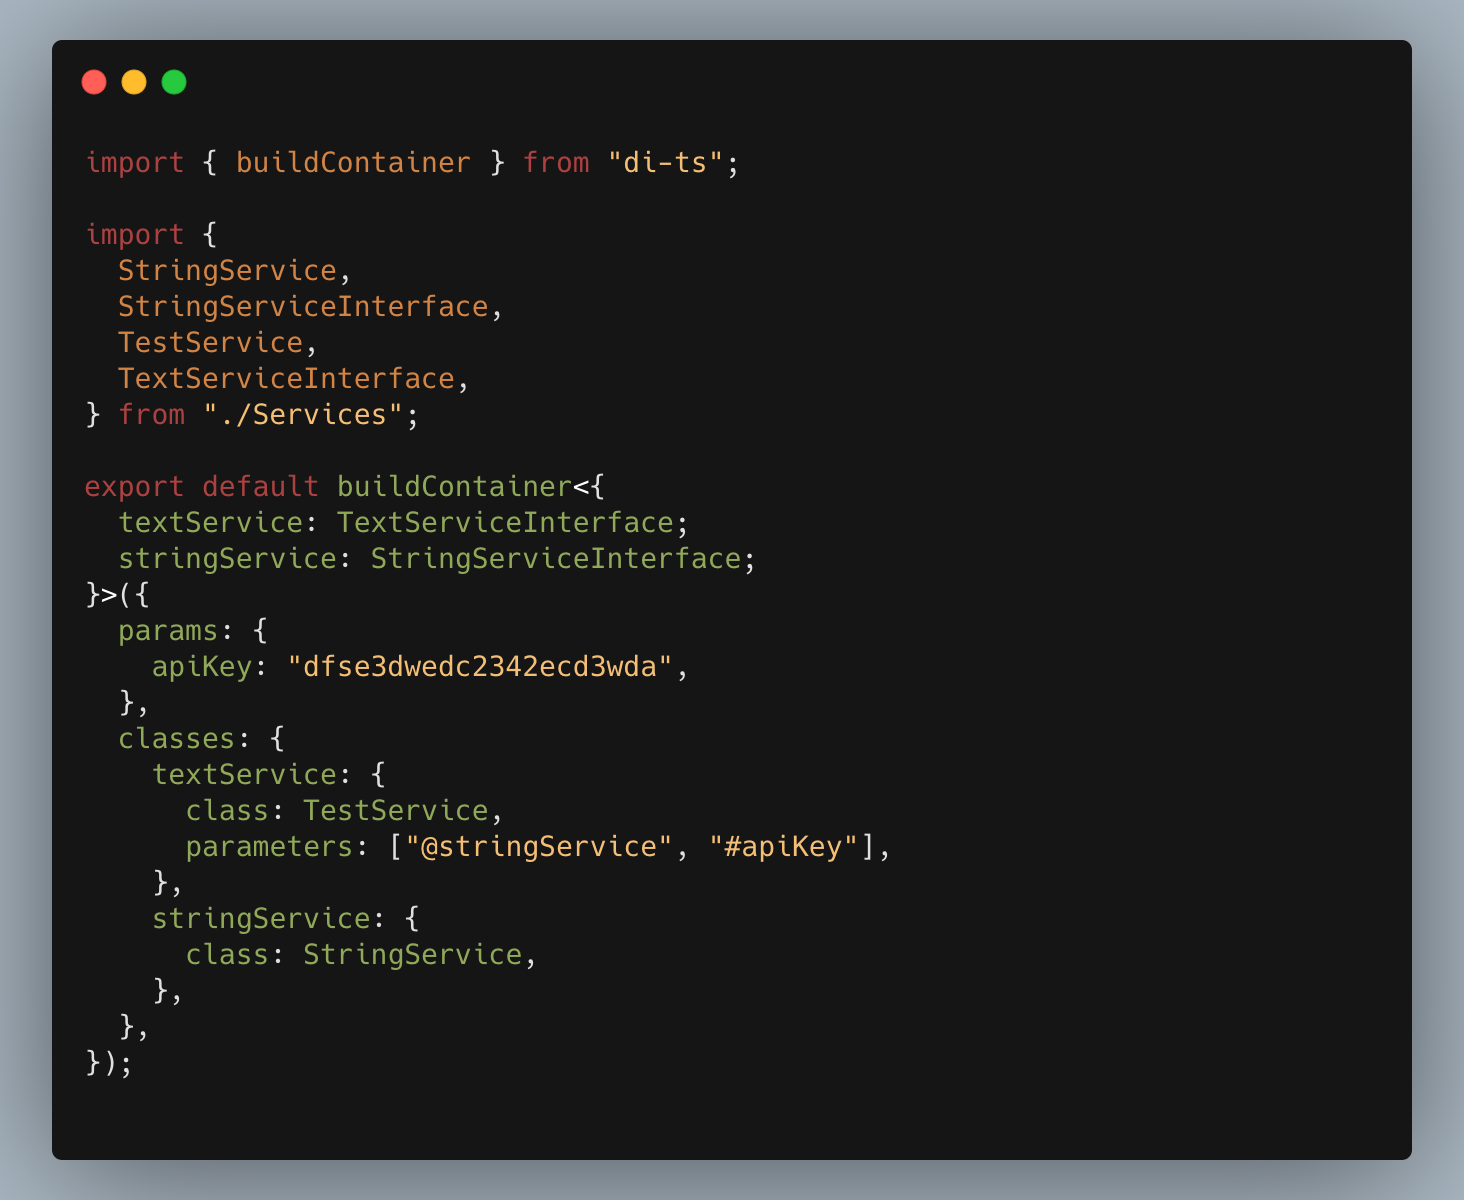 import { buildContainer } from "di-ts";

import {
  StringService,
  StringServiceInterface,
  TestService,
  TextServiceInterface,
} from "./Services";

export default buildContainer<{
  textService: TextServiceInterface;
  stringService: StringServiceInterface;
}>({
  params: {
    apiKey: "dfse3dwedc2342ecd3wda",
  },
  classes: {
    textService: {
      class: TestService,
      parameters: ["@stringService", "#apiKey"],
    },
    stringService: {
      class: StringService,
    },
  },
});